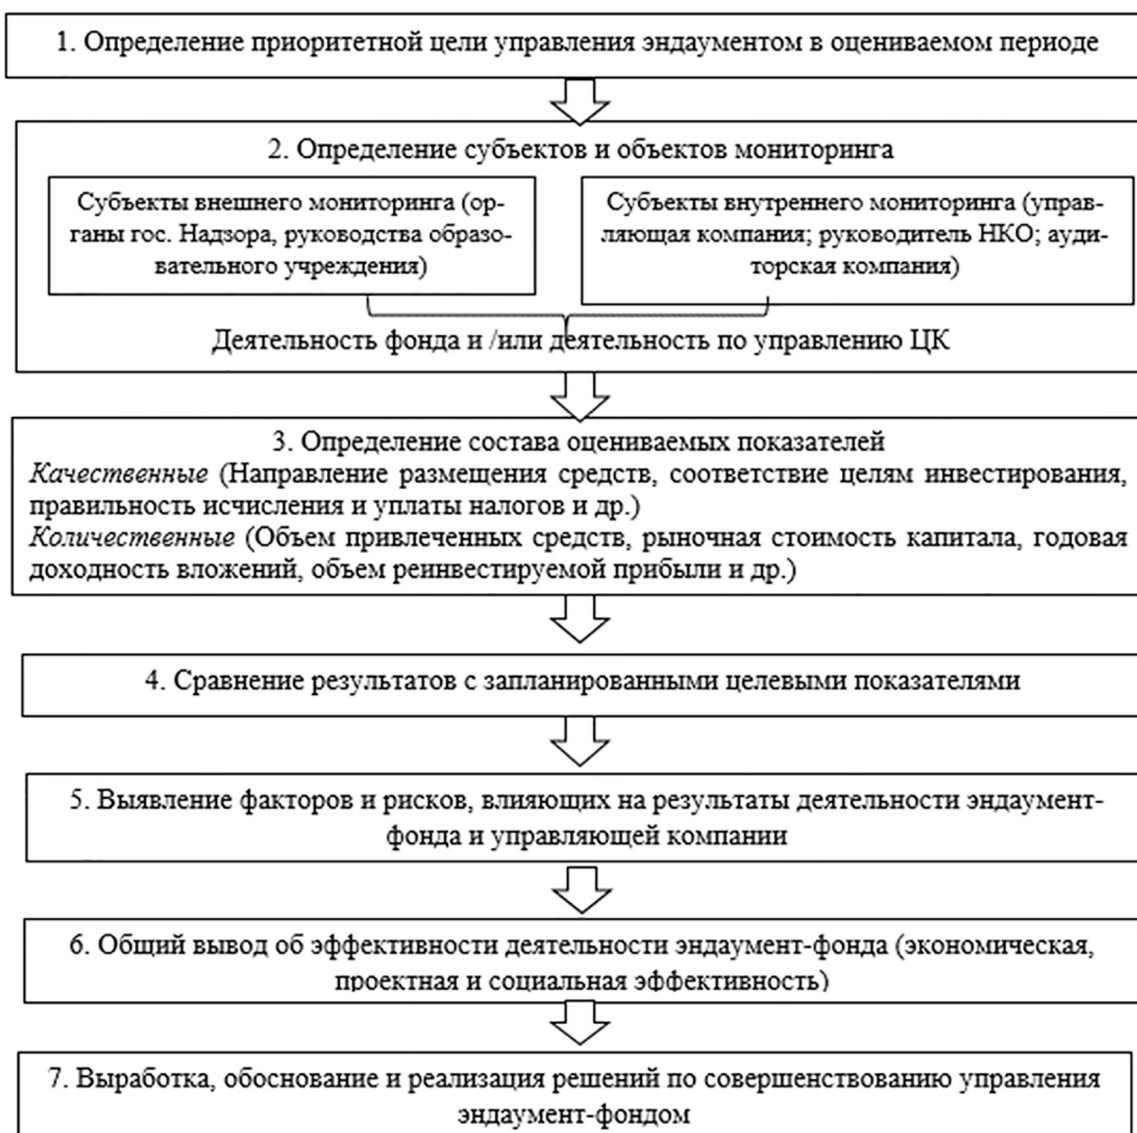 1. Определение приоритетной цели управления эндаументом в оцениваемом периоде
2. Определение субъектов и объектов мониторинга
Субъекты внешнего мониторинга (ор-
ганы гос. Надзора, руководства образо-
вательного учреждения)
Субъекты внутреннего мониторинга (управ-
ляющая компания; руководитель НКО; ауди-
торская компания)
Деятельность фонда и /или деятельность по управлению ЦК
3. Определение состава оцениваемых показателей
Качественные (Направление размещения средств, соответствие целям инвестирования,
правильность исчисления и уплаты налогов и др.)
Количественные (Объем привлеченных средств, рыночная стоимость капитала, годовая
доходность вложений, объем реинвестируемой прибыли и др.)
4. Сравнение результатов с запланированными целевыми показателями
5. Выявление факторов и рисков, влияющих на результаты деятельности эндаумент-
фонда и управляющей компании
6. Общий вывод об эффективности деятельности эндаумент-фонда (экономическая,
проектная и социальная эффективность)
7. Выработка, обоснование и реализация решений по совершенствованию управления
эндаумент-фондом